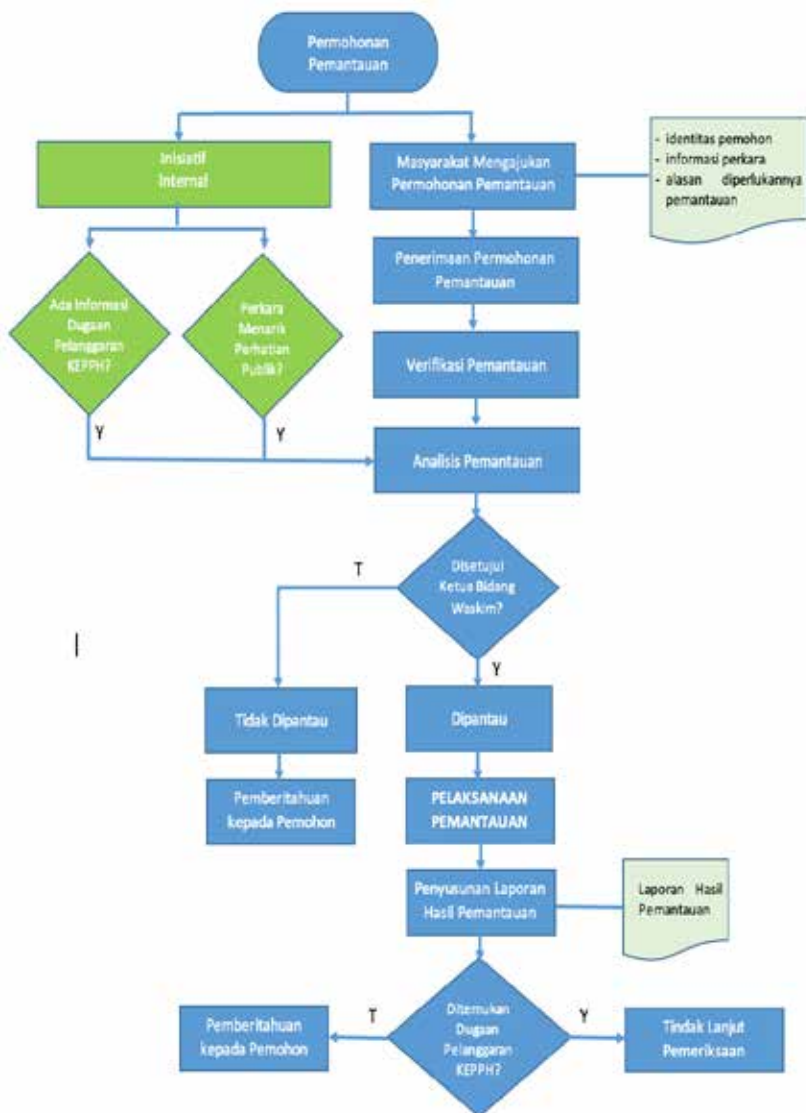 Permohonan
Pemantauan
Inisiatif
Internal
Masyarakat Mengajukan
Permohonan Pemantauan
- identitas pemohon
- informasi perkara
- alasan diperlukannya
pemantauan
Penerimaan Permohonan
Pemantauan
Ada Informasi
Dugaan
Pelanggaran
KEPPH?
Perkara
Menarik
Perhatian
Publik?
Verifikasi Pemantauan
Y
Y
Analisis Pemantauan
Disetujui
Ketua Bidang
Waskim?
T
Y
Tidak Dipantau
Dipantau
Pemberitahuan
kepada Pemohon
PELAKSANAAN
PEMANTAUAN
Penyusunan Laporan
Hasil Pemantauan
Laporan Hasil
Pemantauan
Pemberitahuan
kepada Pemohon
T
Ditemukan
Dugaan
Pelanggaran
KEPPH?
Y
Tindak Lanjut
Pemeriksaan